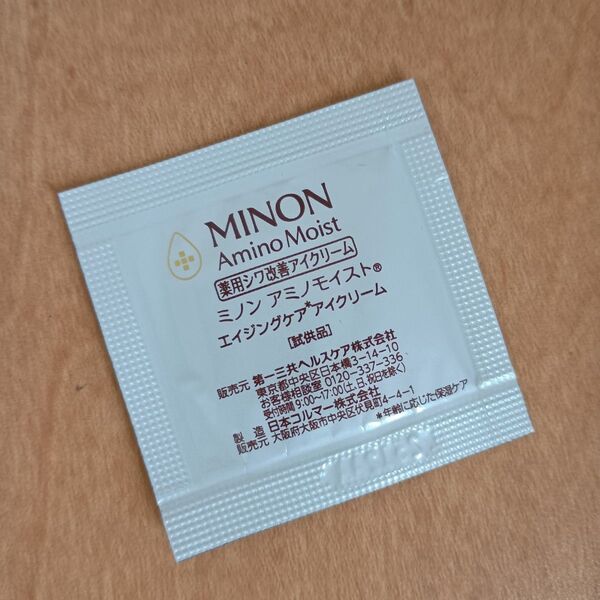 MINON
Amino Moist
薬用シワ改善アイクリーム
ミノン アミノモイスト®
エイジングケア*アイクリーム
[試供品]
販売元 第一三共ヘルスケア株式会社
東京都中央区日本橋3-14-10
お客様相談室 0120-337-336
受付時間 9:00~17:00(土、日、祝日を除く)
製造 日本コルマー株式会社
販売元 大阪府大阪市中央区伏見町4-4-1
*年齢に応じた保湿ケア